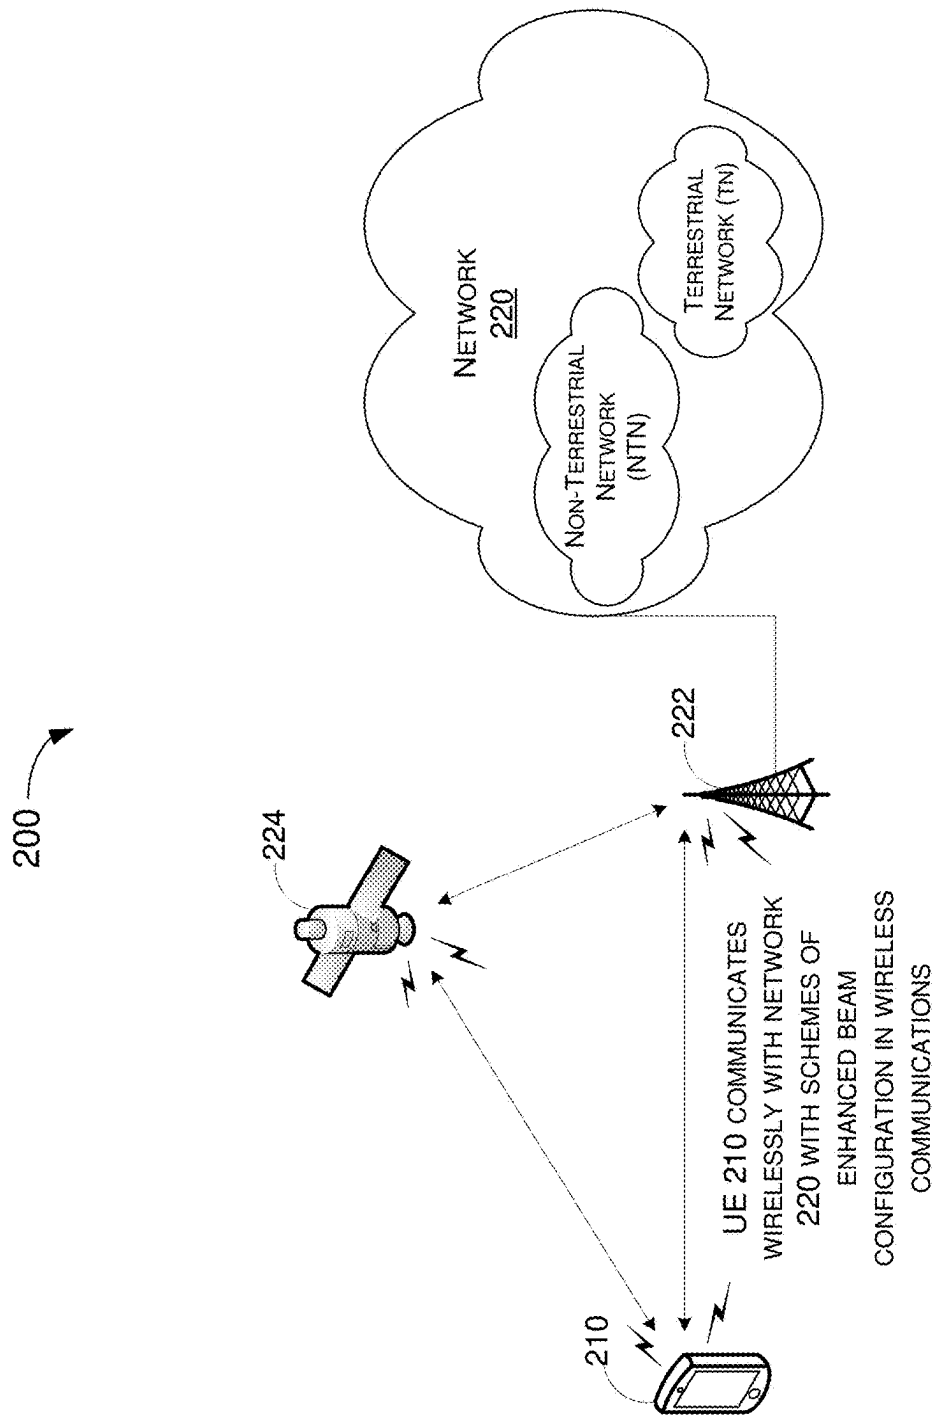 200
224
222
210
NETWORK
220
NON-TERRESTRIAL
NETWORK
(NTN)
TERRESTRIAL
NETWORK (TN)
UE 210 COMMUNICATES
WIRELESSLY WITH NETWORK
220 WITH SCHEMES OF
ENHANCED BEAM
CONFIGURATION IN WIRELESS
COMMUNICATIONS